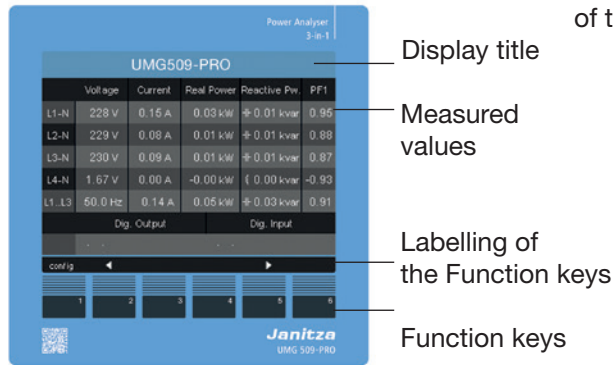 of t
Power Analyser
3-in-1
UMG509-PRO
Voltage Current Real Power Reactive Pw. PF1
L1-N 228 V 0.15 A 0.03 kW ⫩ 0.01 kvar 0.95
L2-N 229 V 0.08 A 0.01 kW ⫩ 0.01 kvar 0.88
L3-N 230 V 0.09 A 0.01 kW ⫩ 0.01 kvar 0.87
L4-N 1.67 V 0.00 A -0.00 kW 0.00 kvar -0.93
L1..L3 50.0 Hz 0.14 A 0.05 kW ⫩ 0.03 kvar 0.91
Dig. Output Dig. Input
config ◀ ▶
1 2 3 4 5 6
Janitza
UMG 509-PRO
Display title
Measured
values
Labelling of
the Function keys
Function keys